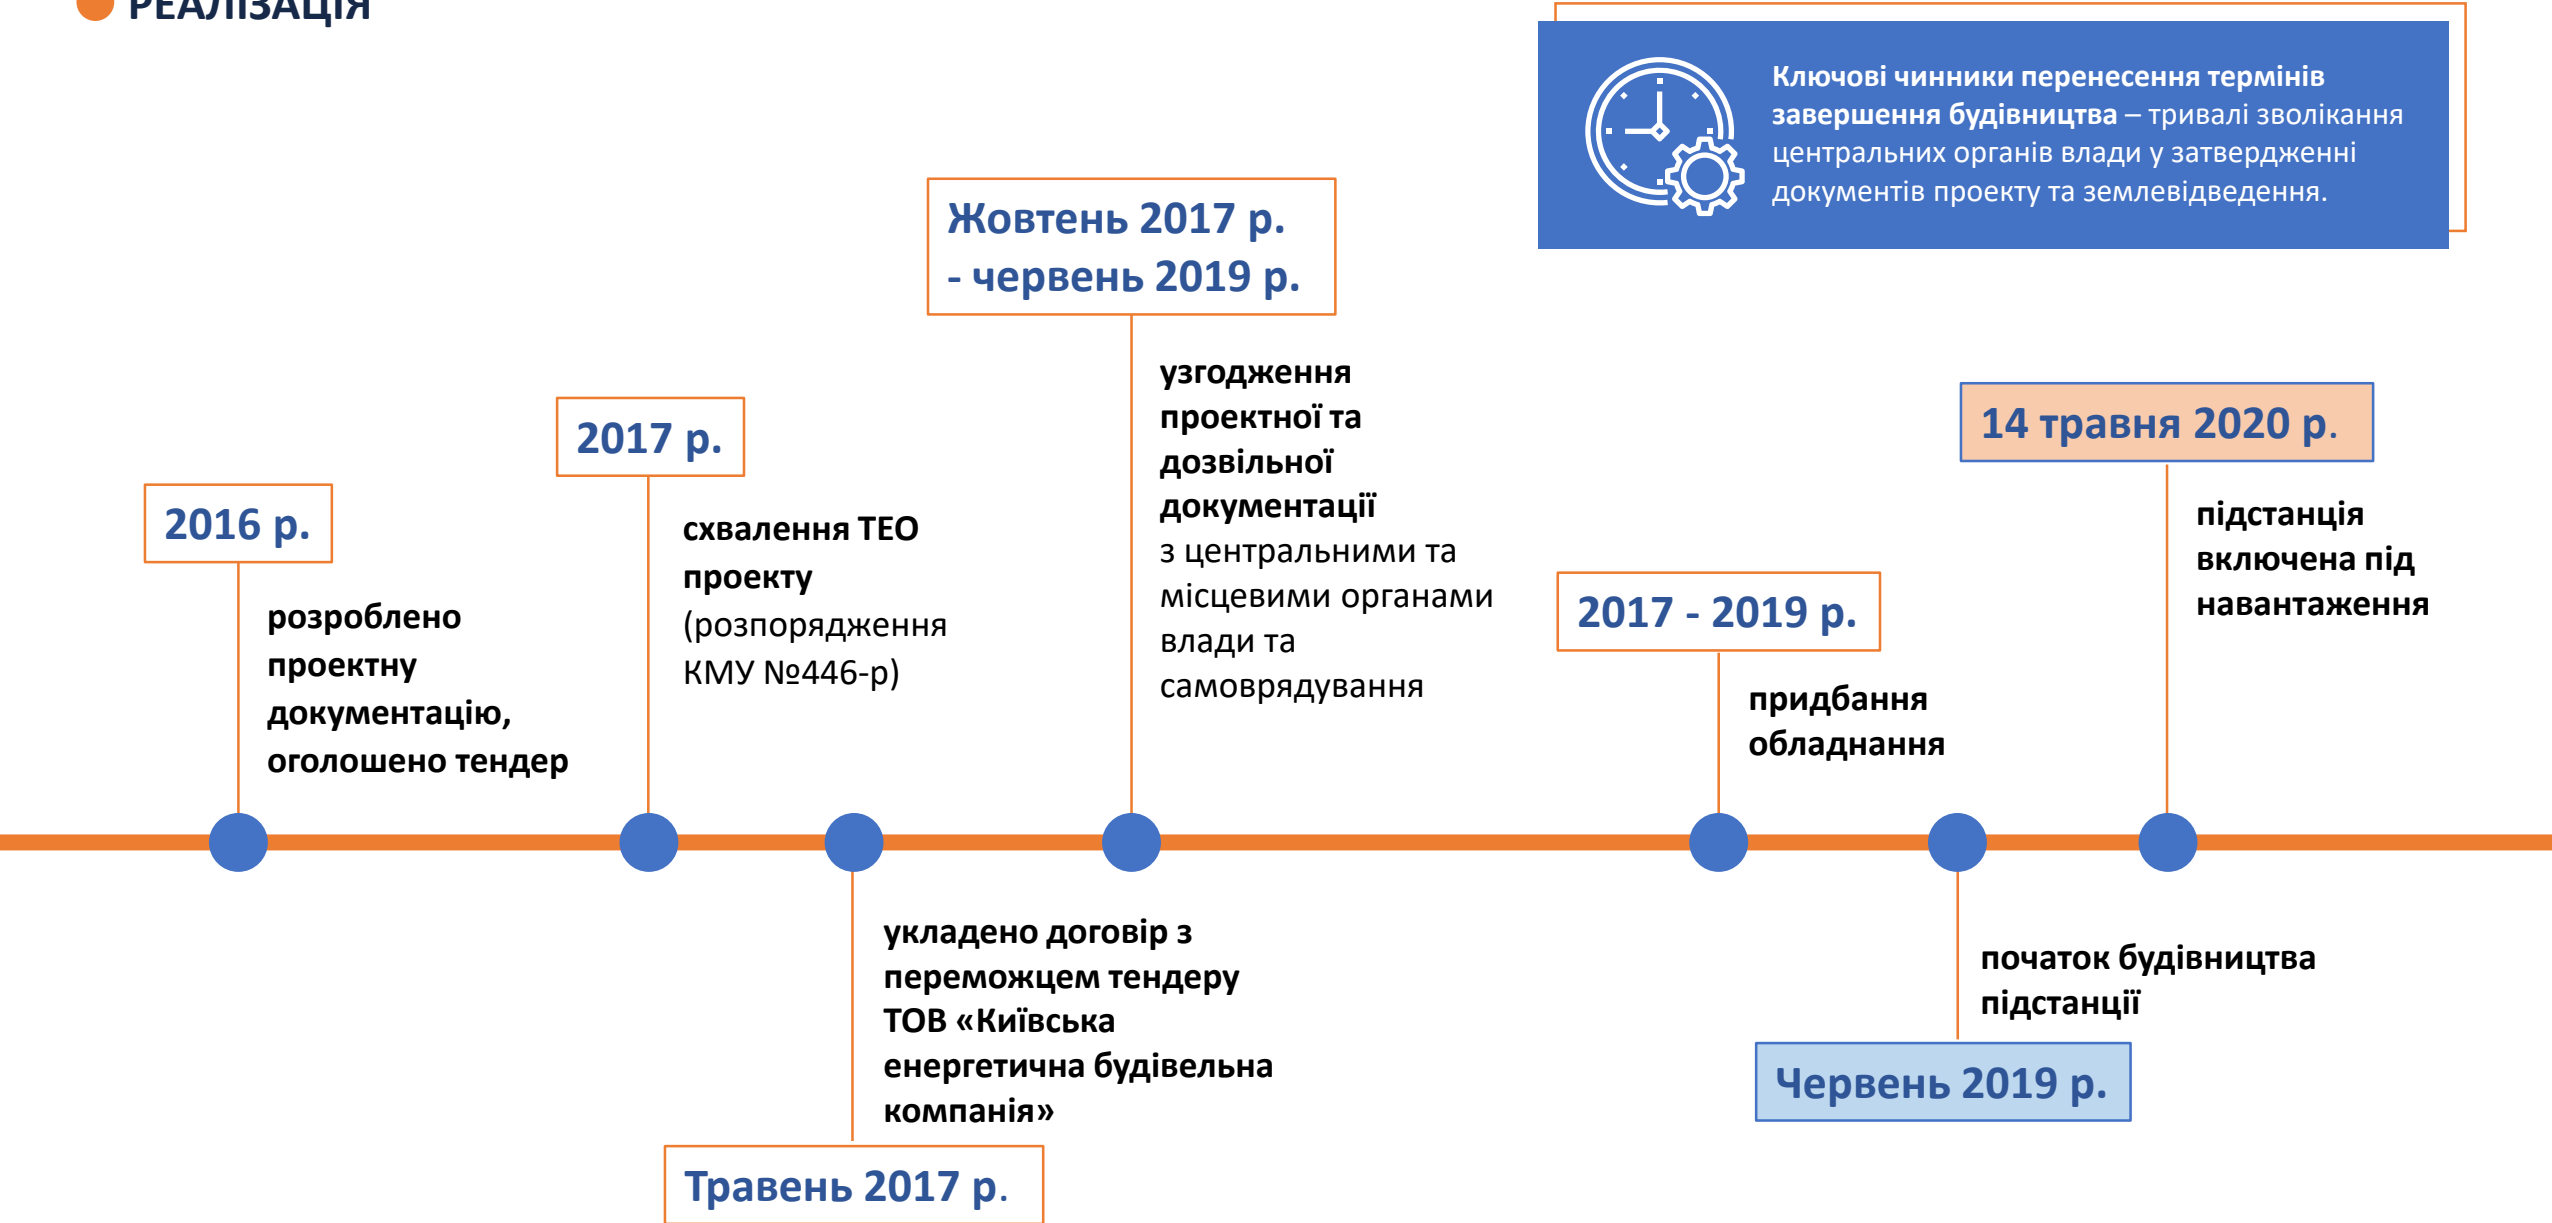 РЕАЛІЗАЦІЯ
Ключові чинники перенесення термінів
завершення будівництва – тривалі зволікання
центральних органів влади у затвердженні
документів проекту та землевідведення.
2016 р.
розроблено
проектну
документацію,
оголошено тендер
2017 р.
схвалення ТЕО
проекту
(розпорядження
КМУ №446-р)
укладено договір з
переможцем тендеру
ТОВ «Київська
енергетична будівельна
компанія»
Травень 2017 р.
Жовтень 2017 р.
- червень 2019 р.
узгодження
проектної та
дозвільної
документації
з центральними та
місцевими органами
влади та
самоврядування
2017 - 2019 р.
придбання
обладнання
початок будівництва
підстанції
Червень 2019 р.
14 травня 2020 р.
підстанція
включена під
навантаження